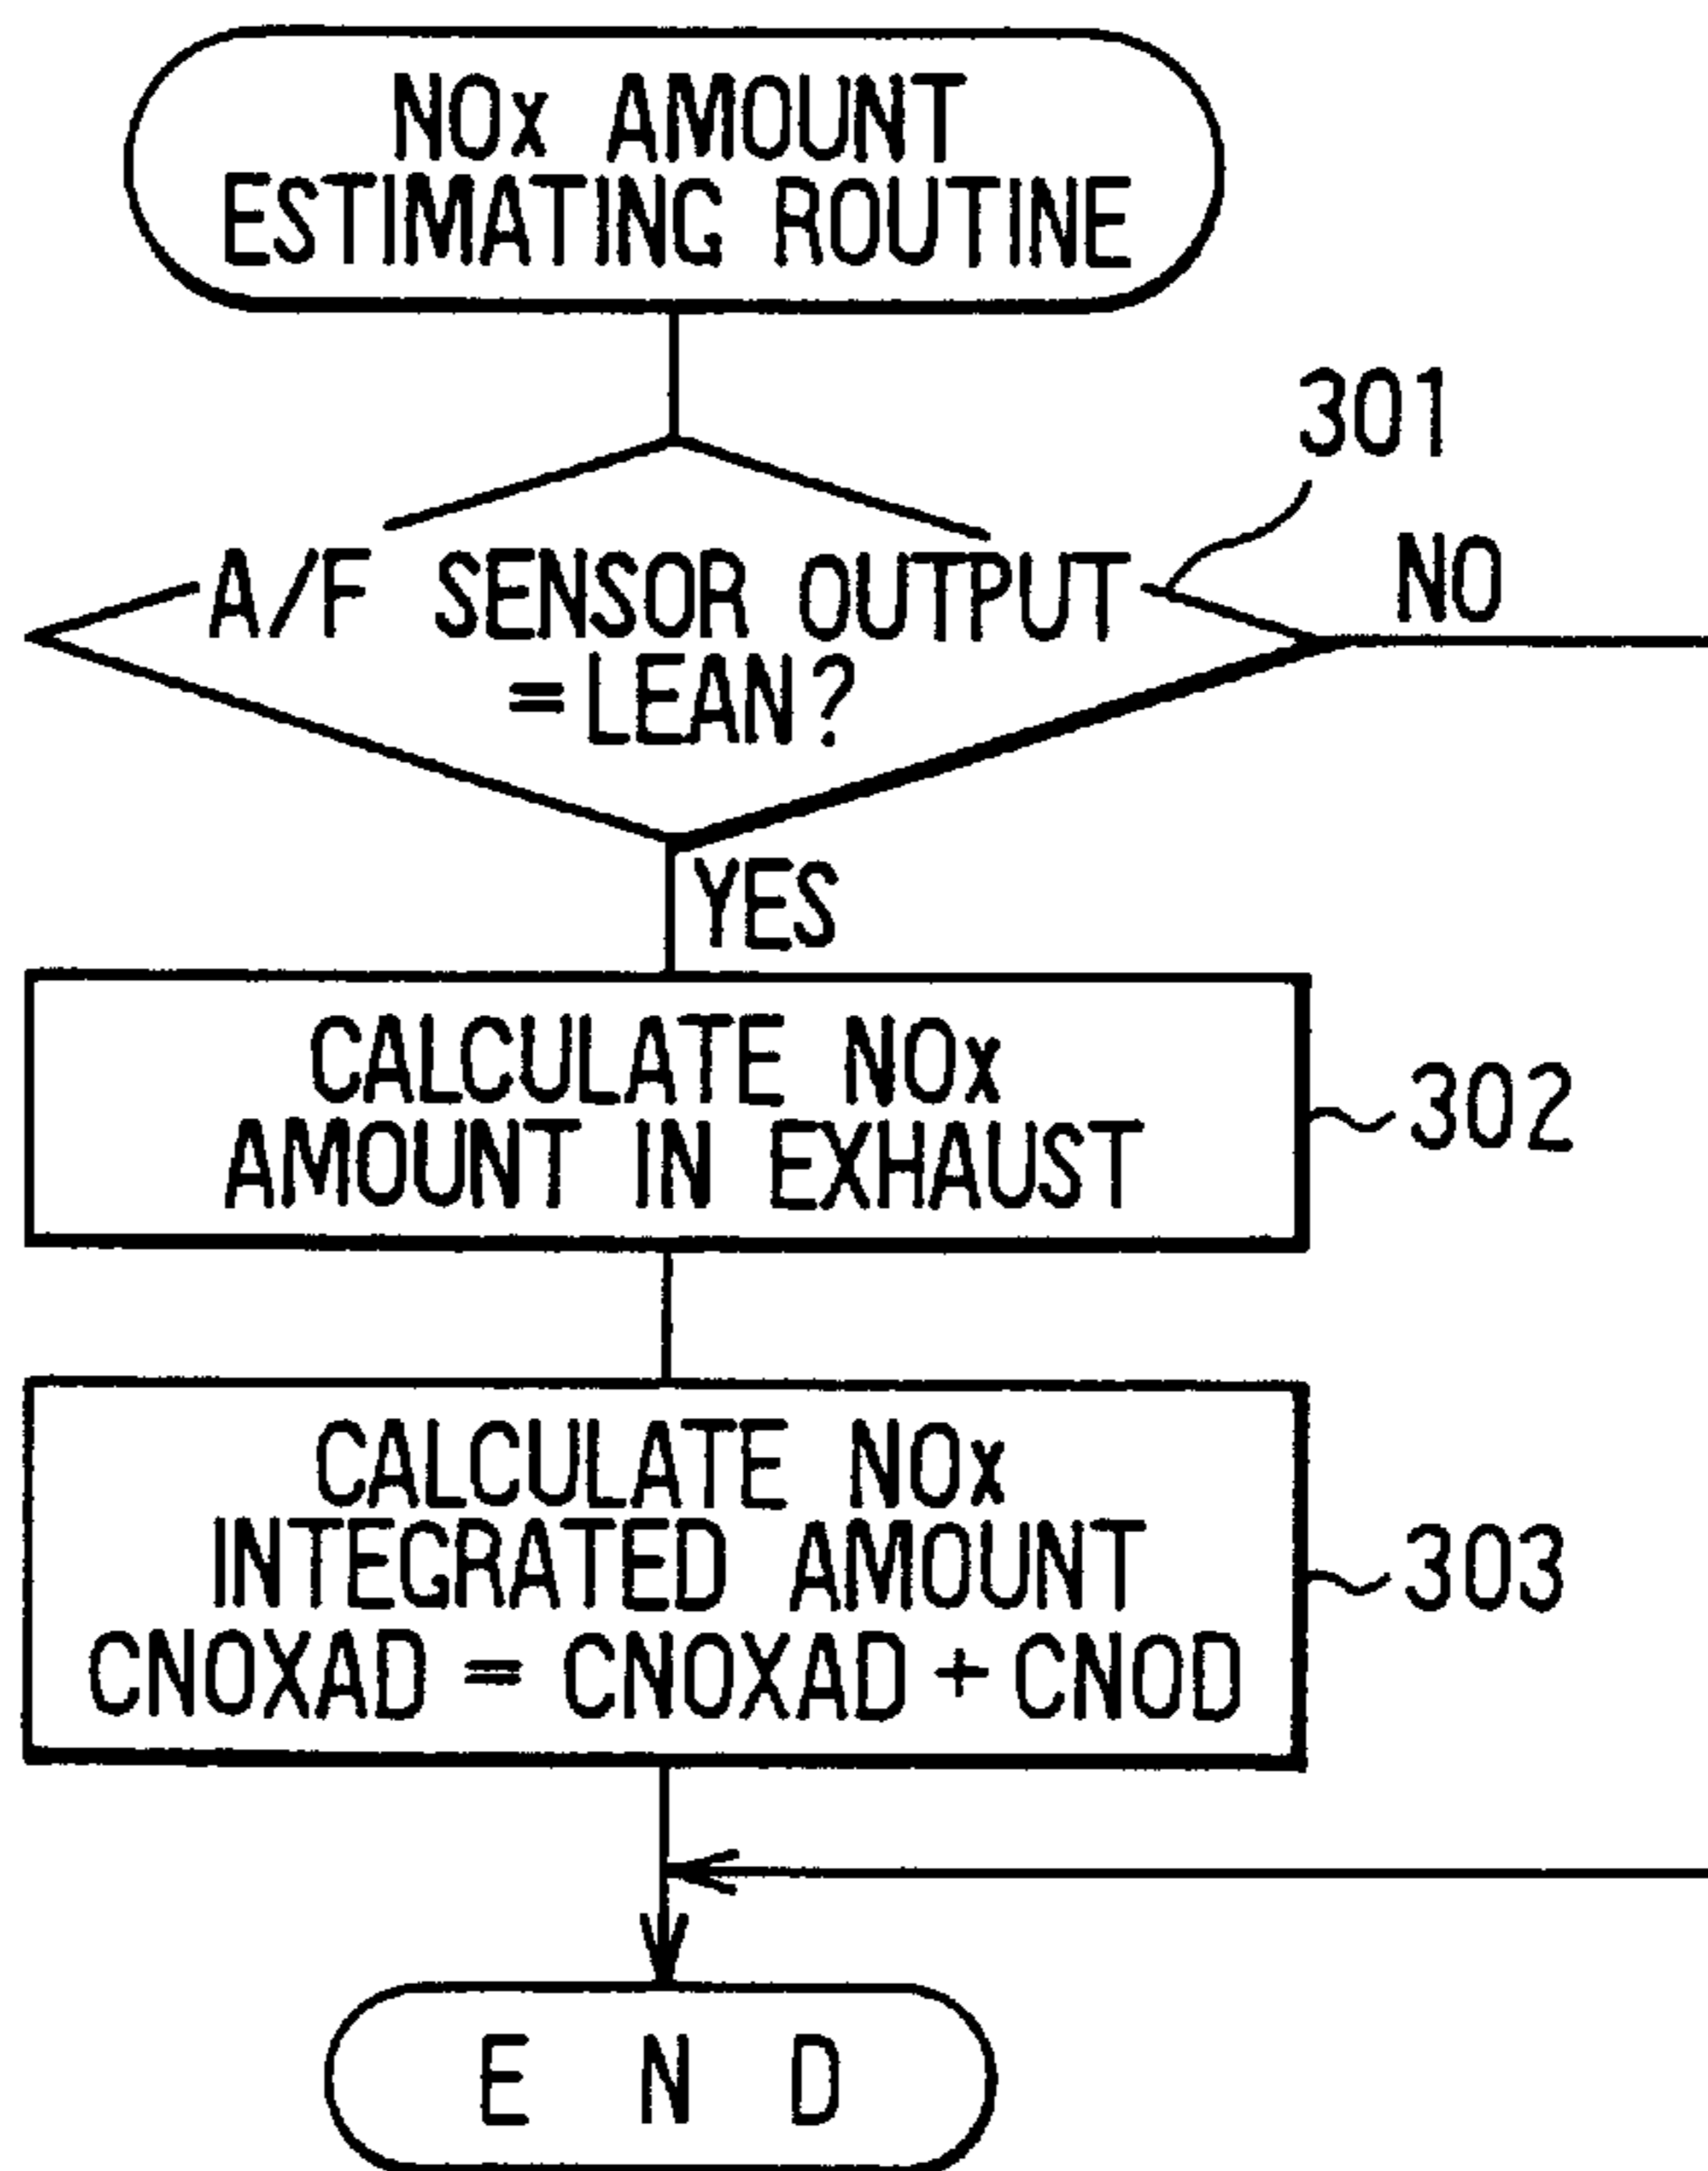 NOx AMOUNT
ESTIMATING ROUTINE
301
A/F SENSOR OUTPUT
=LEAN?
NO
YES
CALCULATE NOx
AMOUNT IN EXHAUST
302
CALCULATE NOx
INTEGRATED AMOUNT
CNOXAD = CNOXAD + CNOD
303
E N D